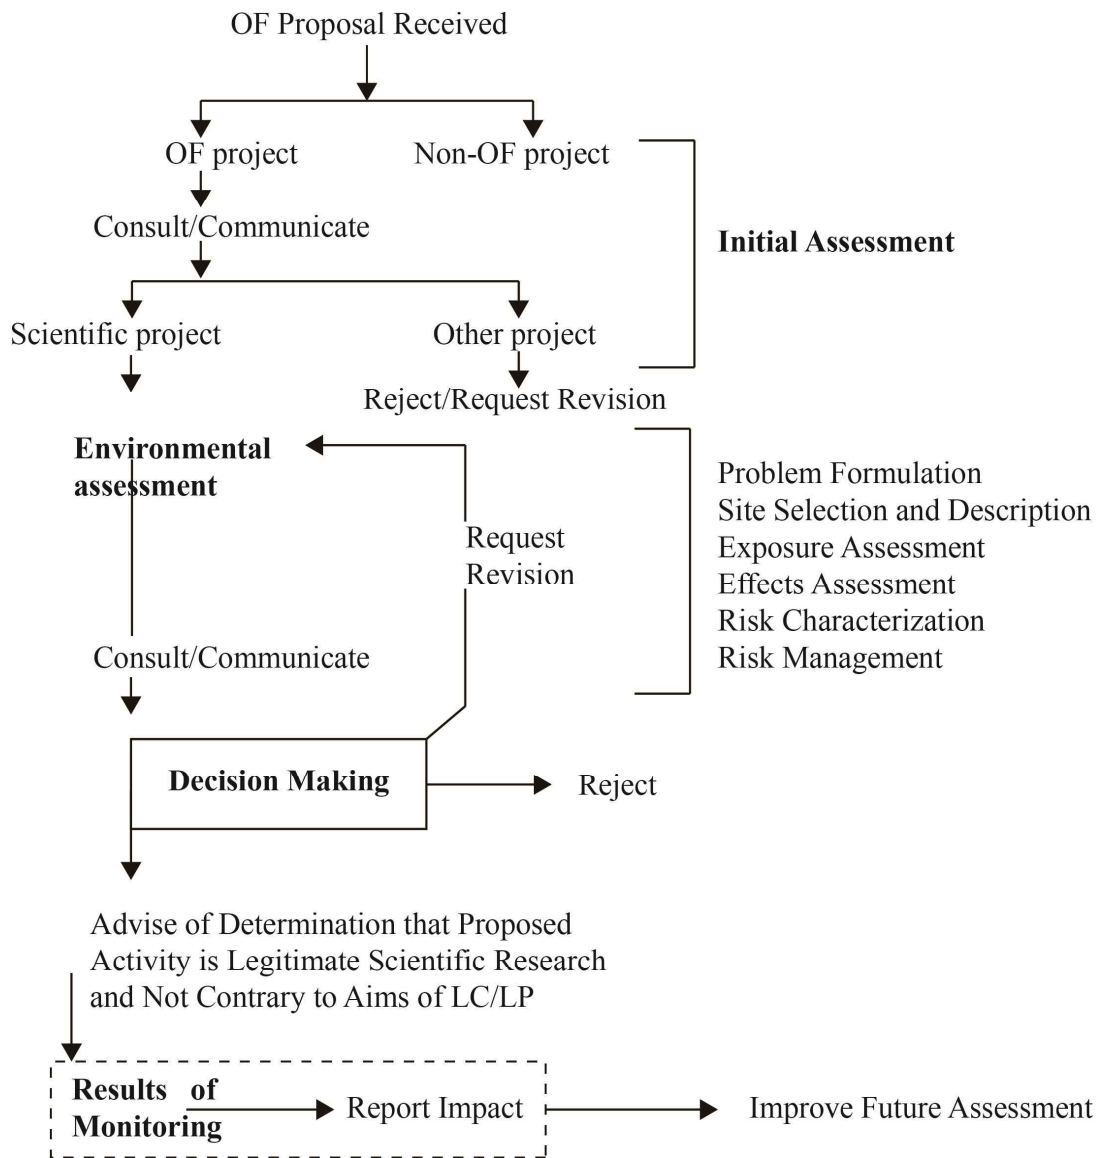 OF Proposal Received
OF project
Non-OF project
Consult/Communicate
Initial Assessment
Scientific project
Other project
Reject/Request Revision
Environmental
assessment
Problem Formulation
Site Selection and Description
Exposure Assessment
Effects Assessment
Risk Characterization
Risk Management
Request
Revision
Consult/Communicate
Decision Making
Reject
Advise of Determination that Proposed
Activity is Legitimate Scientific Research
and Not Contrary to Aims of LC/LP
Results of
Monitoring
Report Impact
Improve Future Assessment